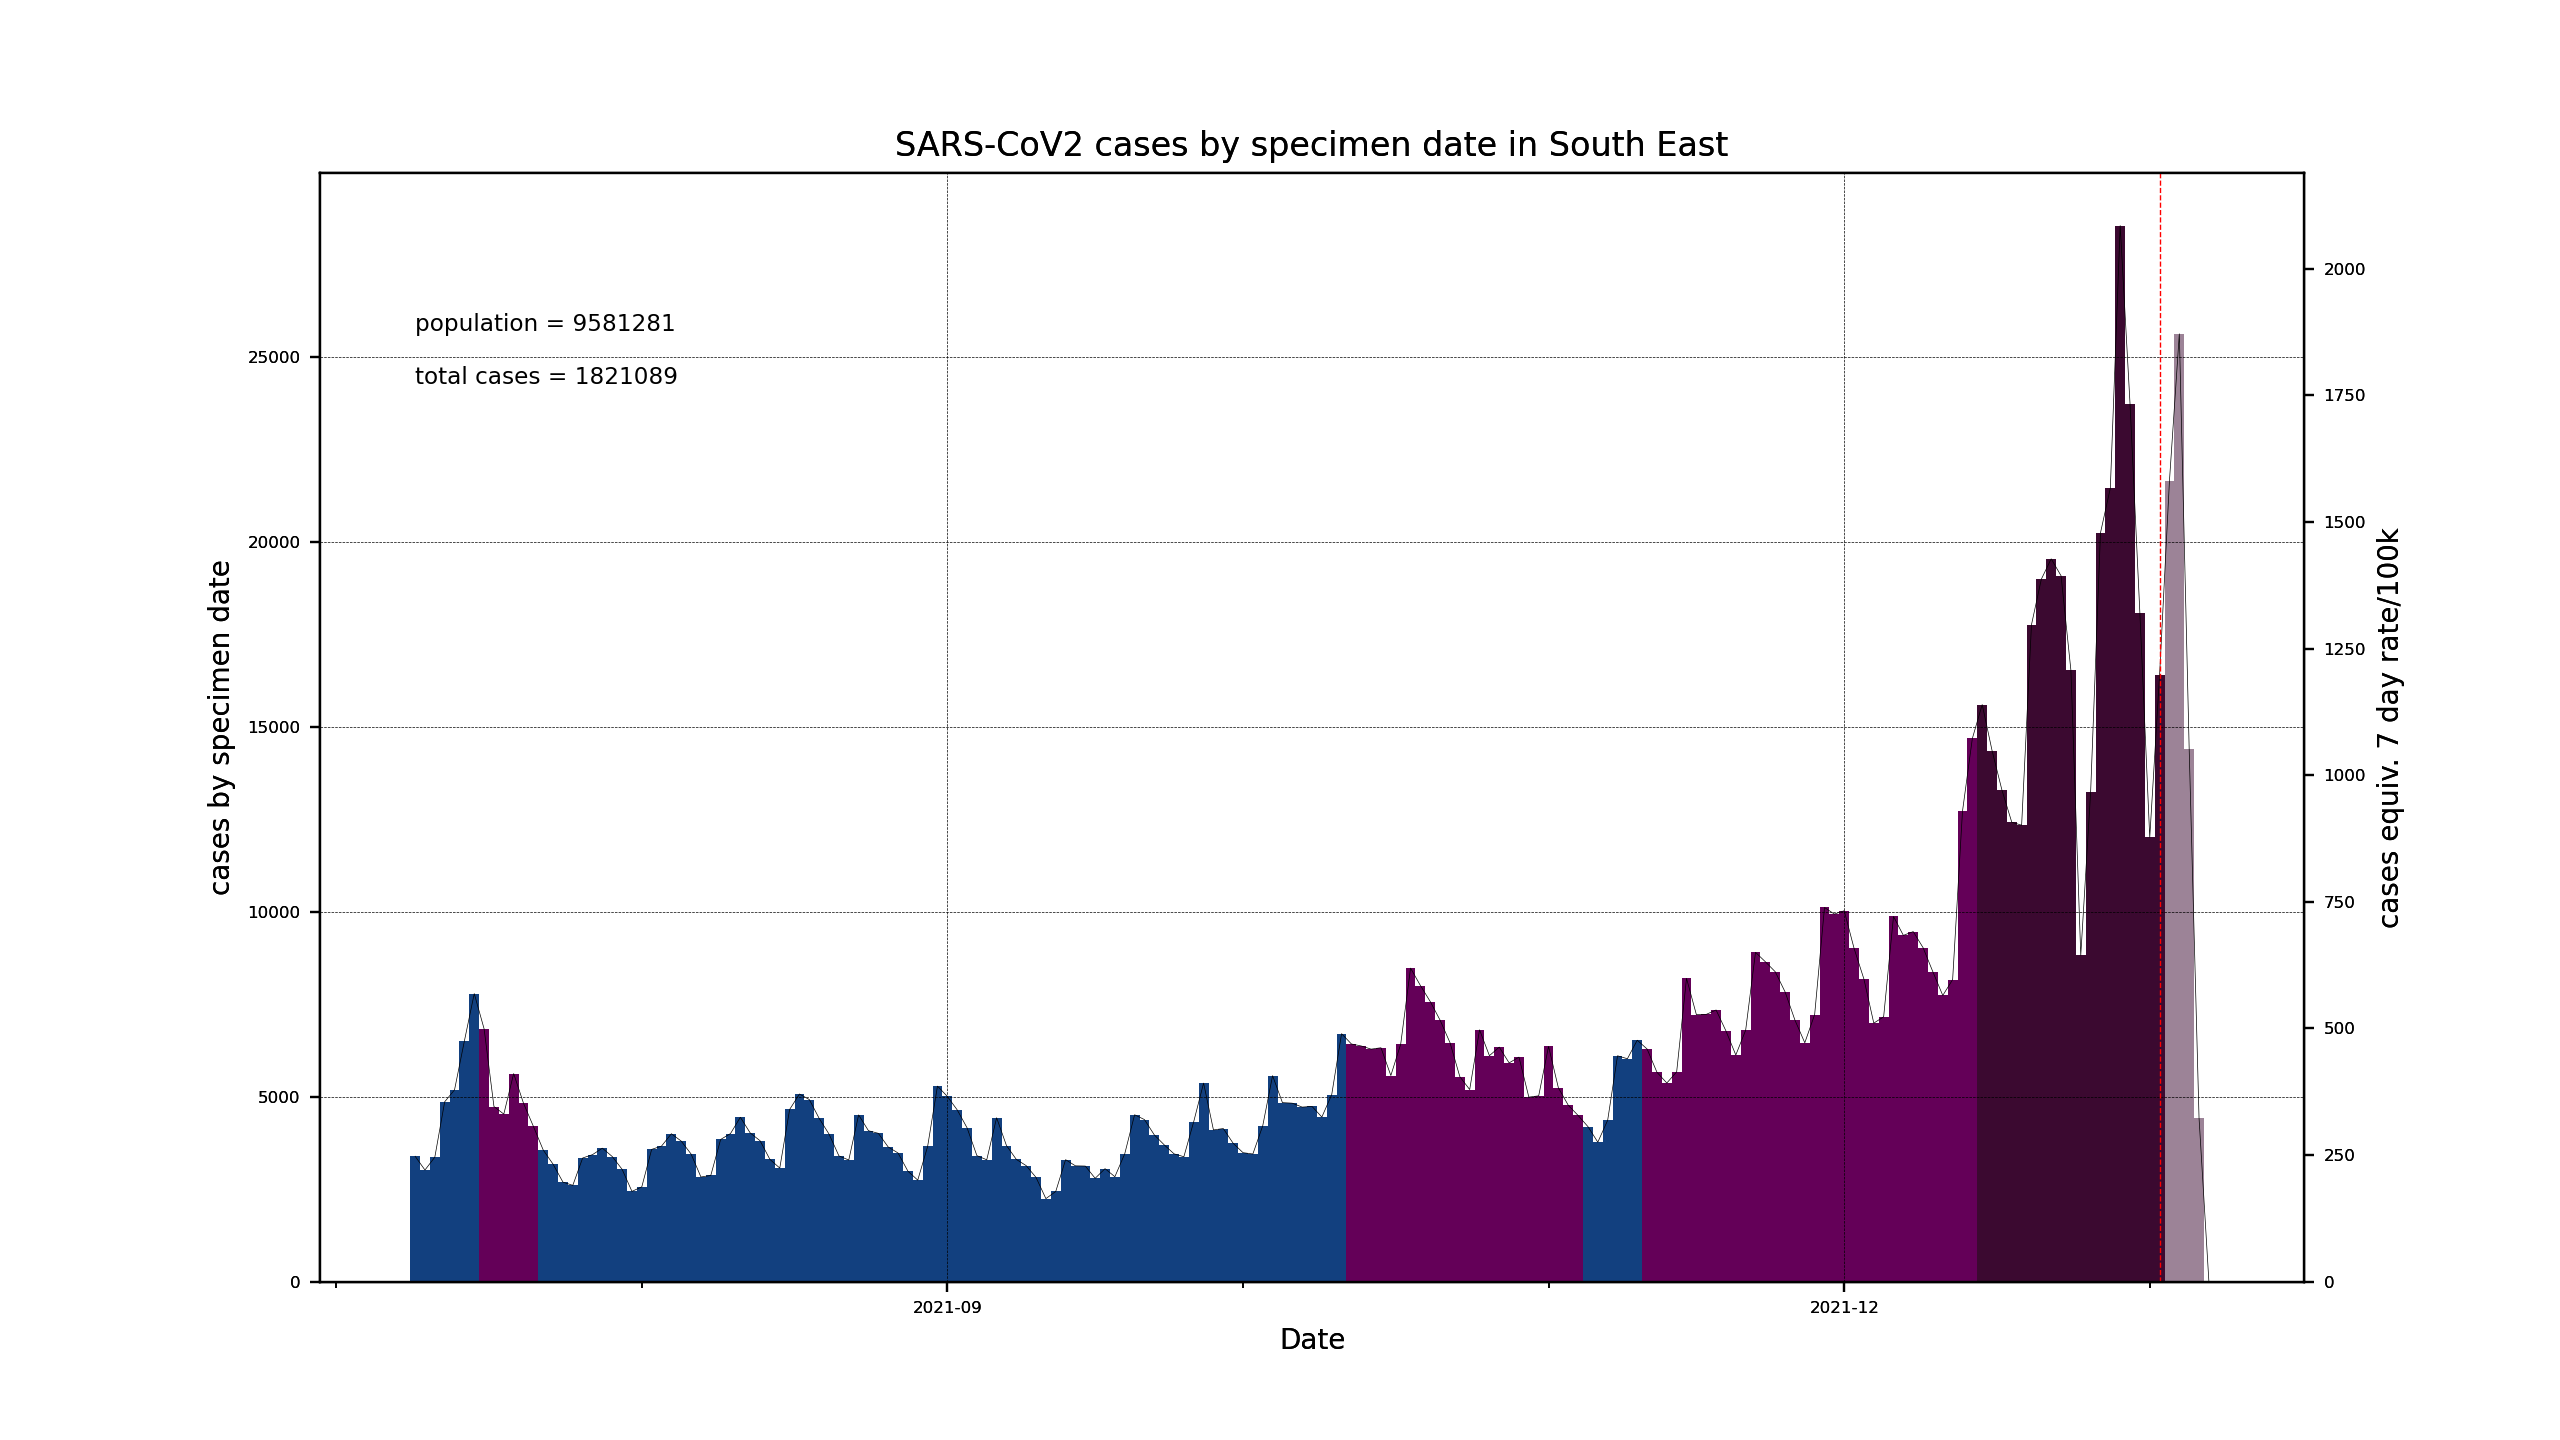 SARS-CoV2 cases by specimen date in South East
population = 9581281
total cases = 1821089
cases by specimen date
25000
20000
15000
10000
5000
0
2000
1750
1500
1250
1000
750
500
250
0
cases equiv. 7 day rate/100k
2021-09
2021-12
Date